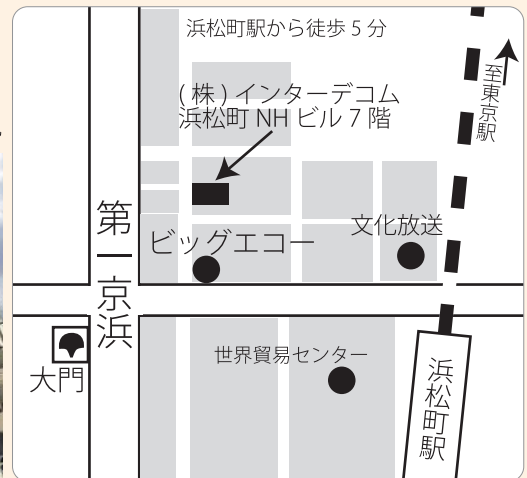 浜松町駅から徒歩5分
至東京駅
(株)インターデコム
浜松町NHビル7階
第一京浜
文化放送
ビッグエコー
世界貿易センター
大門
浜松町駅